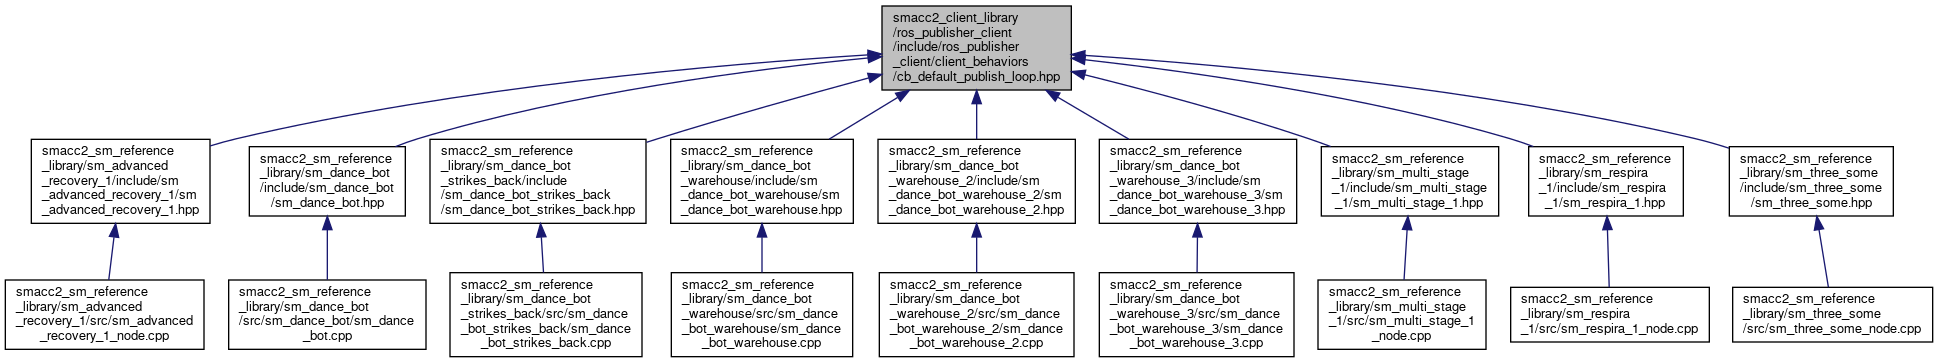 smacc2_client_library
/ros_publisher_client
/include/ros_publisher
_client/client_behaviors
/cb_default_publish_loop.hpp
smacc2_sm_reference
_library/sm_advanced
_recovery_1/include/sm
_advanced_recovery_1/sm
_advanced_recovery_1.hpp
smacc2_sm_reference
_library/sm_dance_bot
/include/sm_dance_bot
/sm_dance_bot.hpp
smacc2_sm_reference
_library/sm_dance_bot
_strikes_back/include
/sm_dance_bot_strikes_back
/sm_dance_bot_strikes_back.hpp
smacc2_sm_reference
_library/sm_dance_bot
_warehouse/include/sm
_dance_bot_warehouse/sm
_dance_bot_warehouse.hpp
smacc2_sm_reference
_library/sm_dance_bot
_warehouse_2/include/sm
_dance_bot_warehouse_2/sm
_dance_bot_warehouse_2.hpp
smacc2_sm_reference
_library/sm_dance_bot
_warehouse_3/include/sm
_dance_bot_warehouse_3/sm
_dance_bot_warehouse_3.hpp
smacc2_sm_reference
_library/sm_multi_stage
_1/include/sm_multi_stage
_1/sm_multi_stage_1.hpp
smacc2_sm_reference
_library/sm_respira
_1/include/sm_respira
_1/sm_respira_1.hpp
smacc2_sm_reference
_library/sm_three_some
/include/sm_three_some
/sm_three_some.hpp
smacc2_sm_reference
_library/sm_advanced
_recovery_1/src/sm_advanced
_recovery_1_node.cpp
smacc2_sm_reference
_library/sm_dance_bot
/src/sm_dance_bot/sm_dance
_bot.cpp
smacc2_sm_reference
_library/sm_dance_bot
_strikes_back/src/sm_dance
_bot_strikes_back/sm_dance
_bot_strikes_back.cpp
smacc2_sm_reference
_library/sm_dance_bot
_warehouse/src/sm_dance
_bot_warehouse/sm_dance
_bot_warehouse.cpp
smacc2_sm_reference
_library/sm_dance_bot
_warehouse_2/src/sm_dance
_bot_warehouse_2/sm_dance
_bot_warehouse_2.cpp
smacc2_sm_reference
_library/sm_dance_bot
_warehouse_3/src/sm_dance
_bot_warehouse_3/sm_dance
_bot_warehouse_3.cpp
smacc2_sm_reference
_library/sm_multi_stage
_1/src/sm_multi_stage_1
_node.cpp
smacc2_sm_reference
_library/sm_respira
_1/src/sm_respira_1_node.cpp
smacc2_sm_reference
_library/sm_three_some
/src/sm_three_some_node.cpp